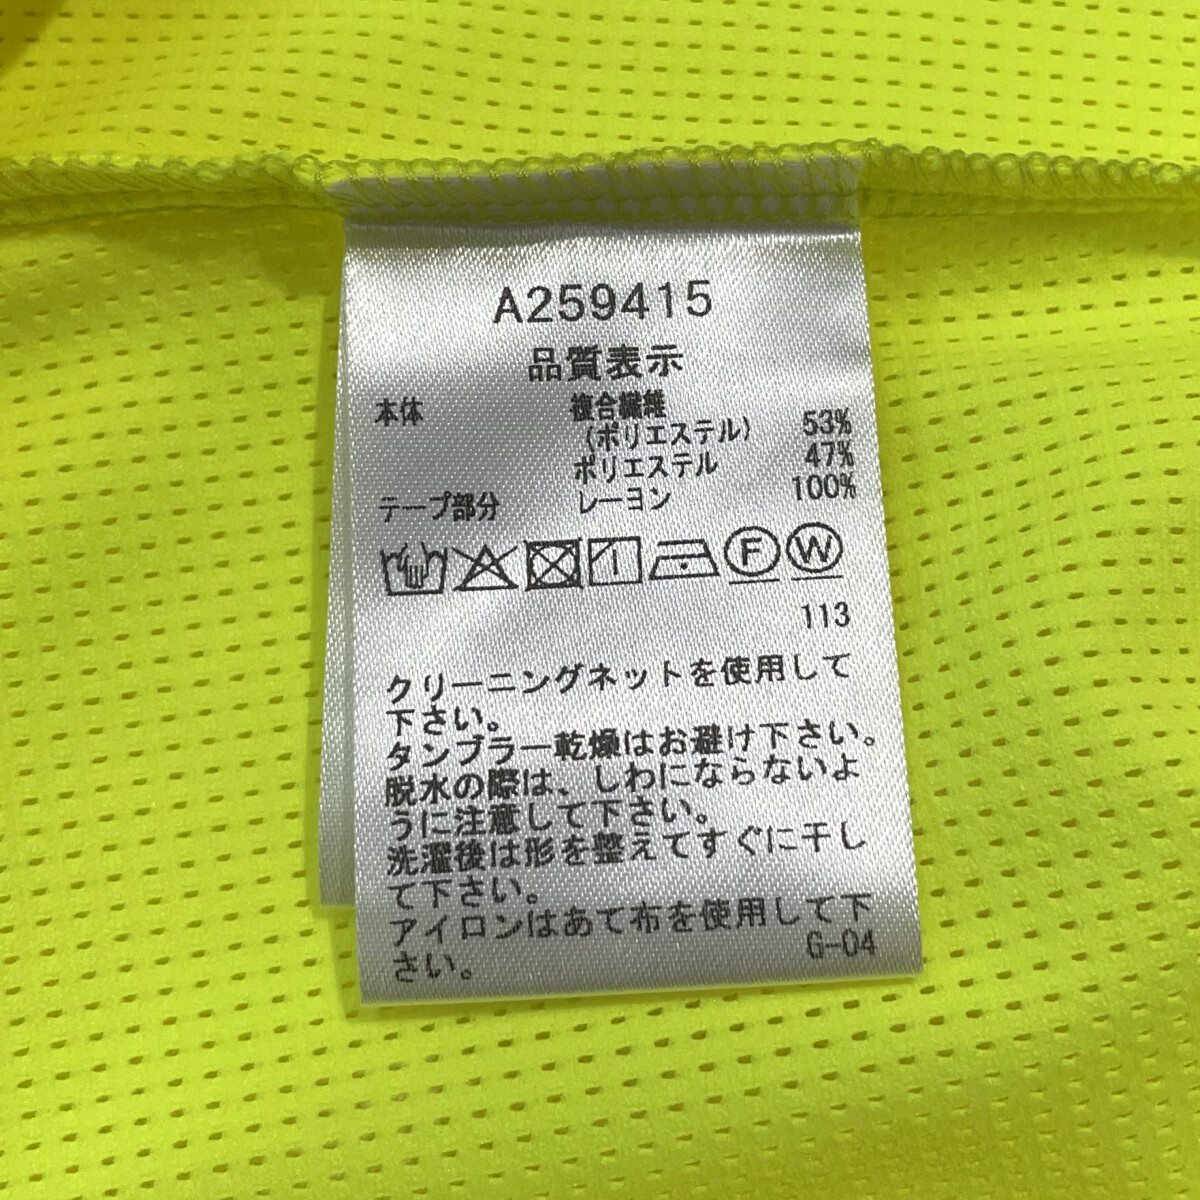 A259415
品質表示
本体 複合繊維
(ポリエステル) 53%
ポリエステル 47%
テープ部分 レーヨン 100%
F W
113
クリーニングネットを使用して
下さい。
タンブラー乾燥はお避け下さい。
脱水の際は、しわにならないよ
うに注意して下さい。
洗濯後は形を整えてすぐに干し
て下さい。
アイロンはあて布を使用して下
さい。
G-04